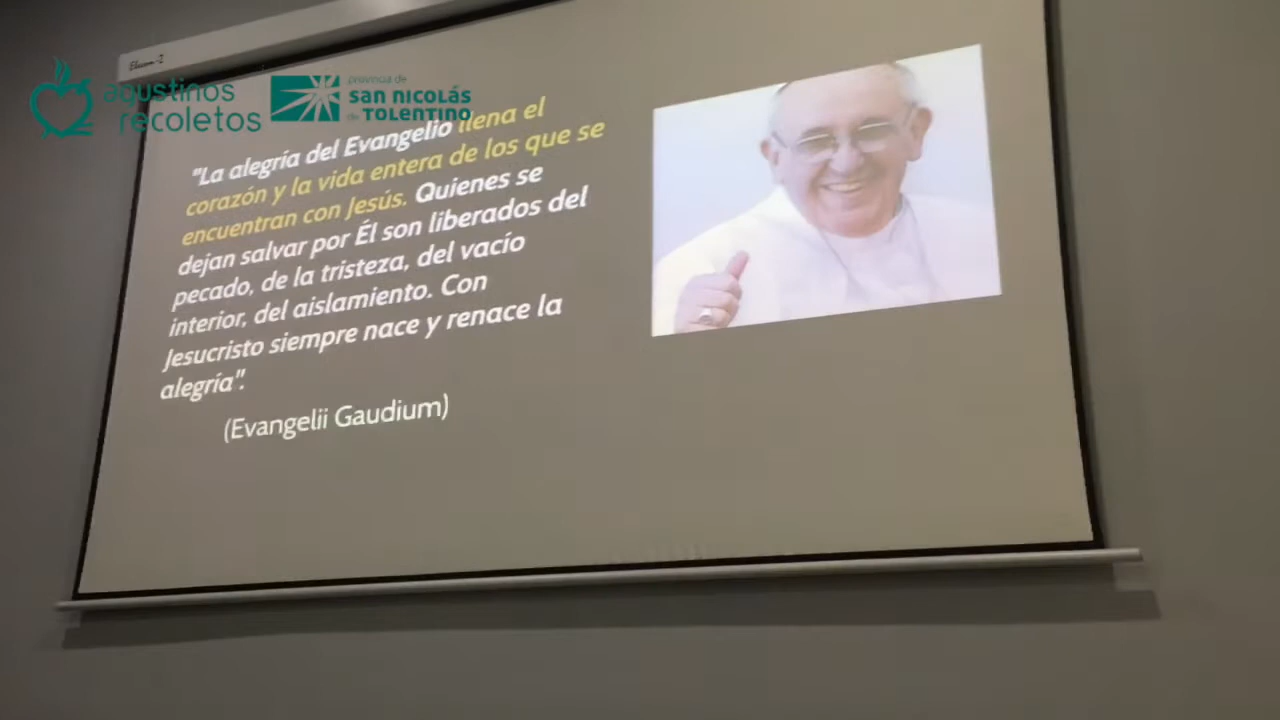 agustinos
recoletos
provincia de
SAN NICOLÁS
de TOLENTINO
"La alegría del Evangelio llena el
corazón y la vida entera de los que se
encuentran con Jesús. Quienes se
dejan salvar por Él son liberados del
pecado, de la tristeza, del vacío
interior, del aislamiento. Con
Jesucristo siempre nace y renace la
alegría".
(Evangelii Gaudium)